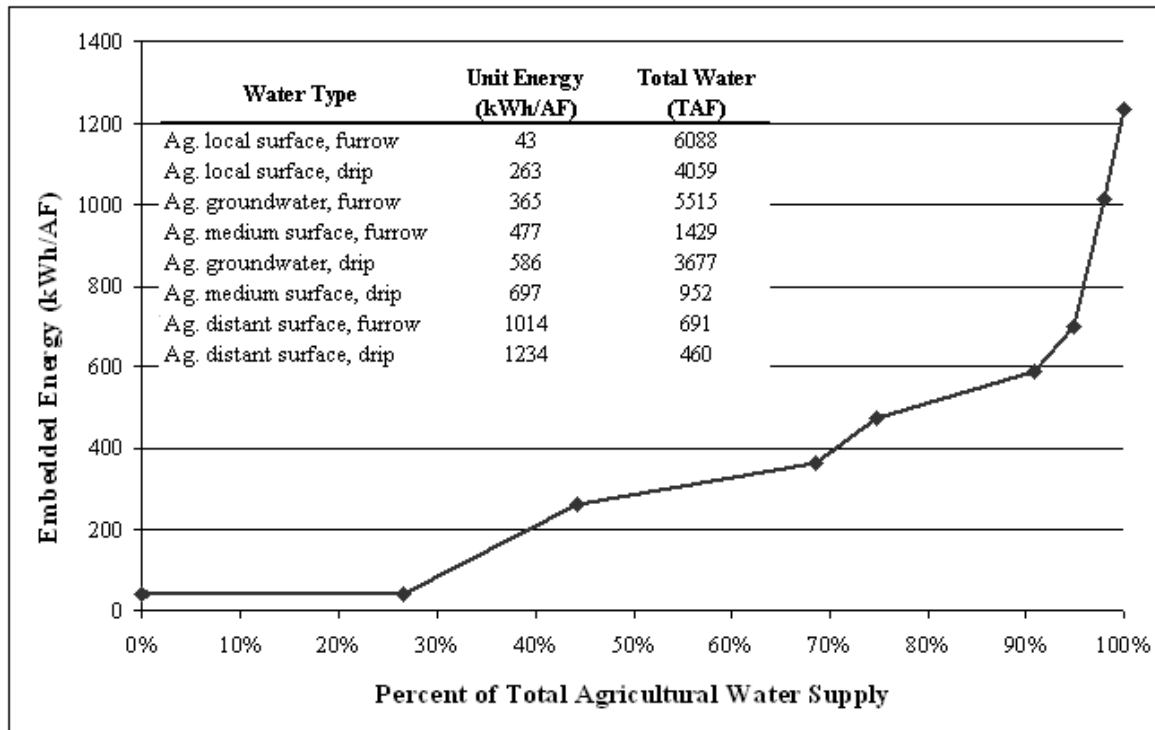 1400
1200
1000
800
600
400
200
0
Embedded Energy (kWh/AF)
Water Type Unit Energy (kWh/AF) Total Water (TAF)
Ag. local surface, furrow 43 6088
Ag. local surface, drip 263 4059
Ag. groundwater, furrow 365 5515
Ag. medium surface, furrow 477 1429
Ag. groundwater, drip 586 3677
Ag. medium surface, drip 697 952
Ag. distant surface, furrow 1014 691
Ag. distant surface, drip 1234 460
0% 10% 20% 30% 40% 50% 60% 70% 80% 90% 100%
Percent of Total Agricultural Water Supply